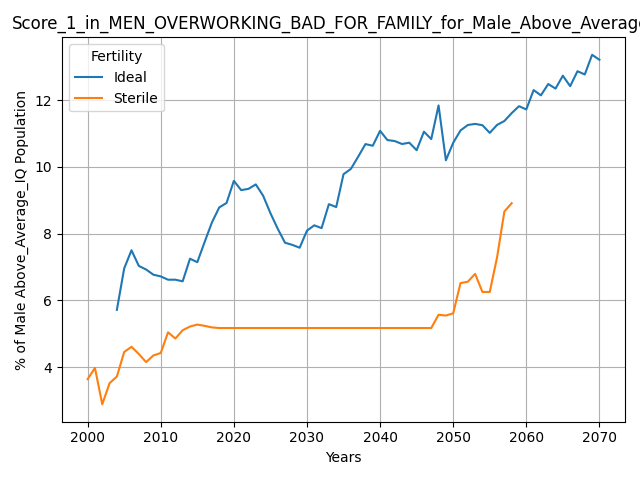 Score_1_in_MEN_OVERWORKING_BAD_FOR_FAMILY_for_Male_Above_Average
Fertility
Ideal
Sterile
% of Male Above_Average_IQ Population
12
10
8
6
4
2000 2010 2020 2030 2040 2050 2060 2070
Years